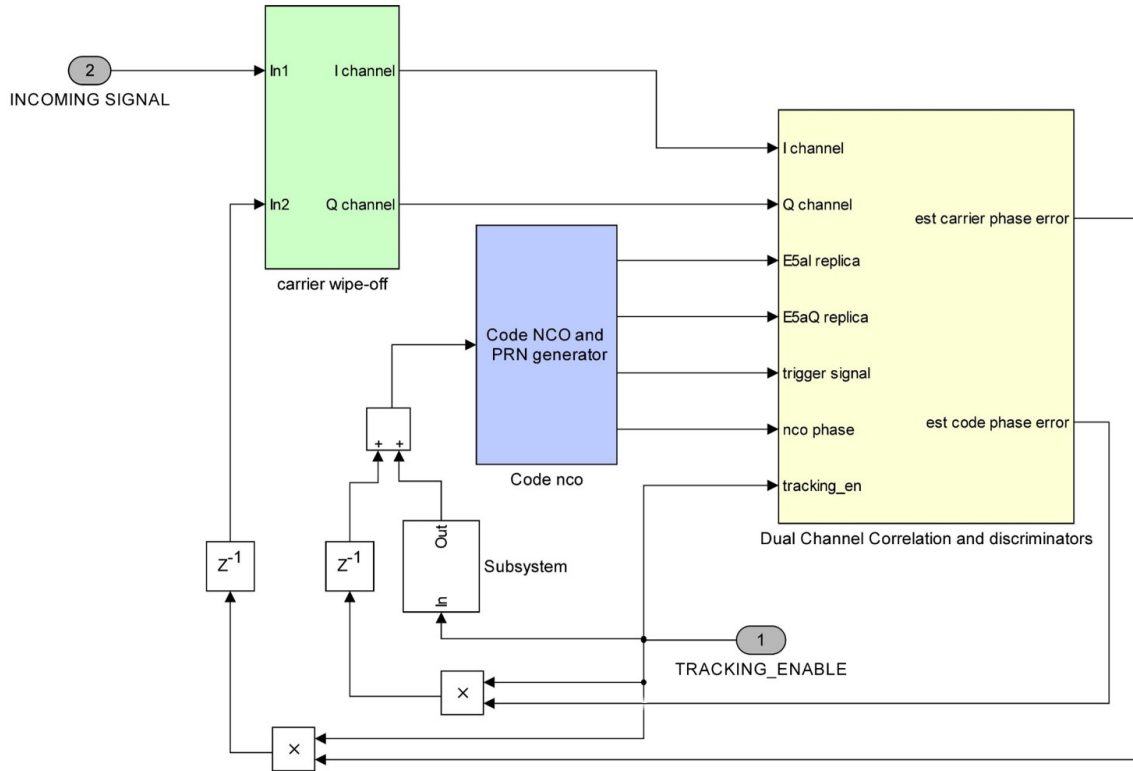 2
INCOMING SIGNAL
In1
I channel
In2
Q channel
carrier wipe-off
I channel
Q channel
E5aI replica
E5aQ replica
trigger signal
nco phase
tracking_en
est carrier phase error
est code phase error
Dual Channel Correlation and discriminators
Code NCO and
PRN generator
Code nco
+ +
Z-1
Z-1
Out
In
Subsystem
1
TRACKING_ENABLE
×
×